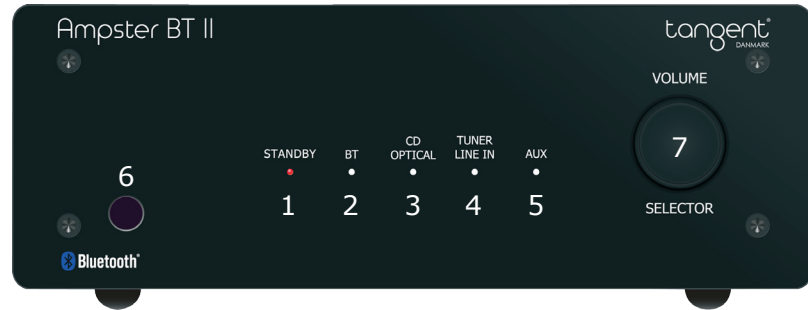 Ampster BT II
tangent®
DANMARK
VOLUME
7
SELECTOR
STANDBY
BT
CD
OPTICAL
TUNER
LINE IN
AUX
6
1
2
3
4
5
Bluetooth®